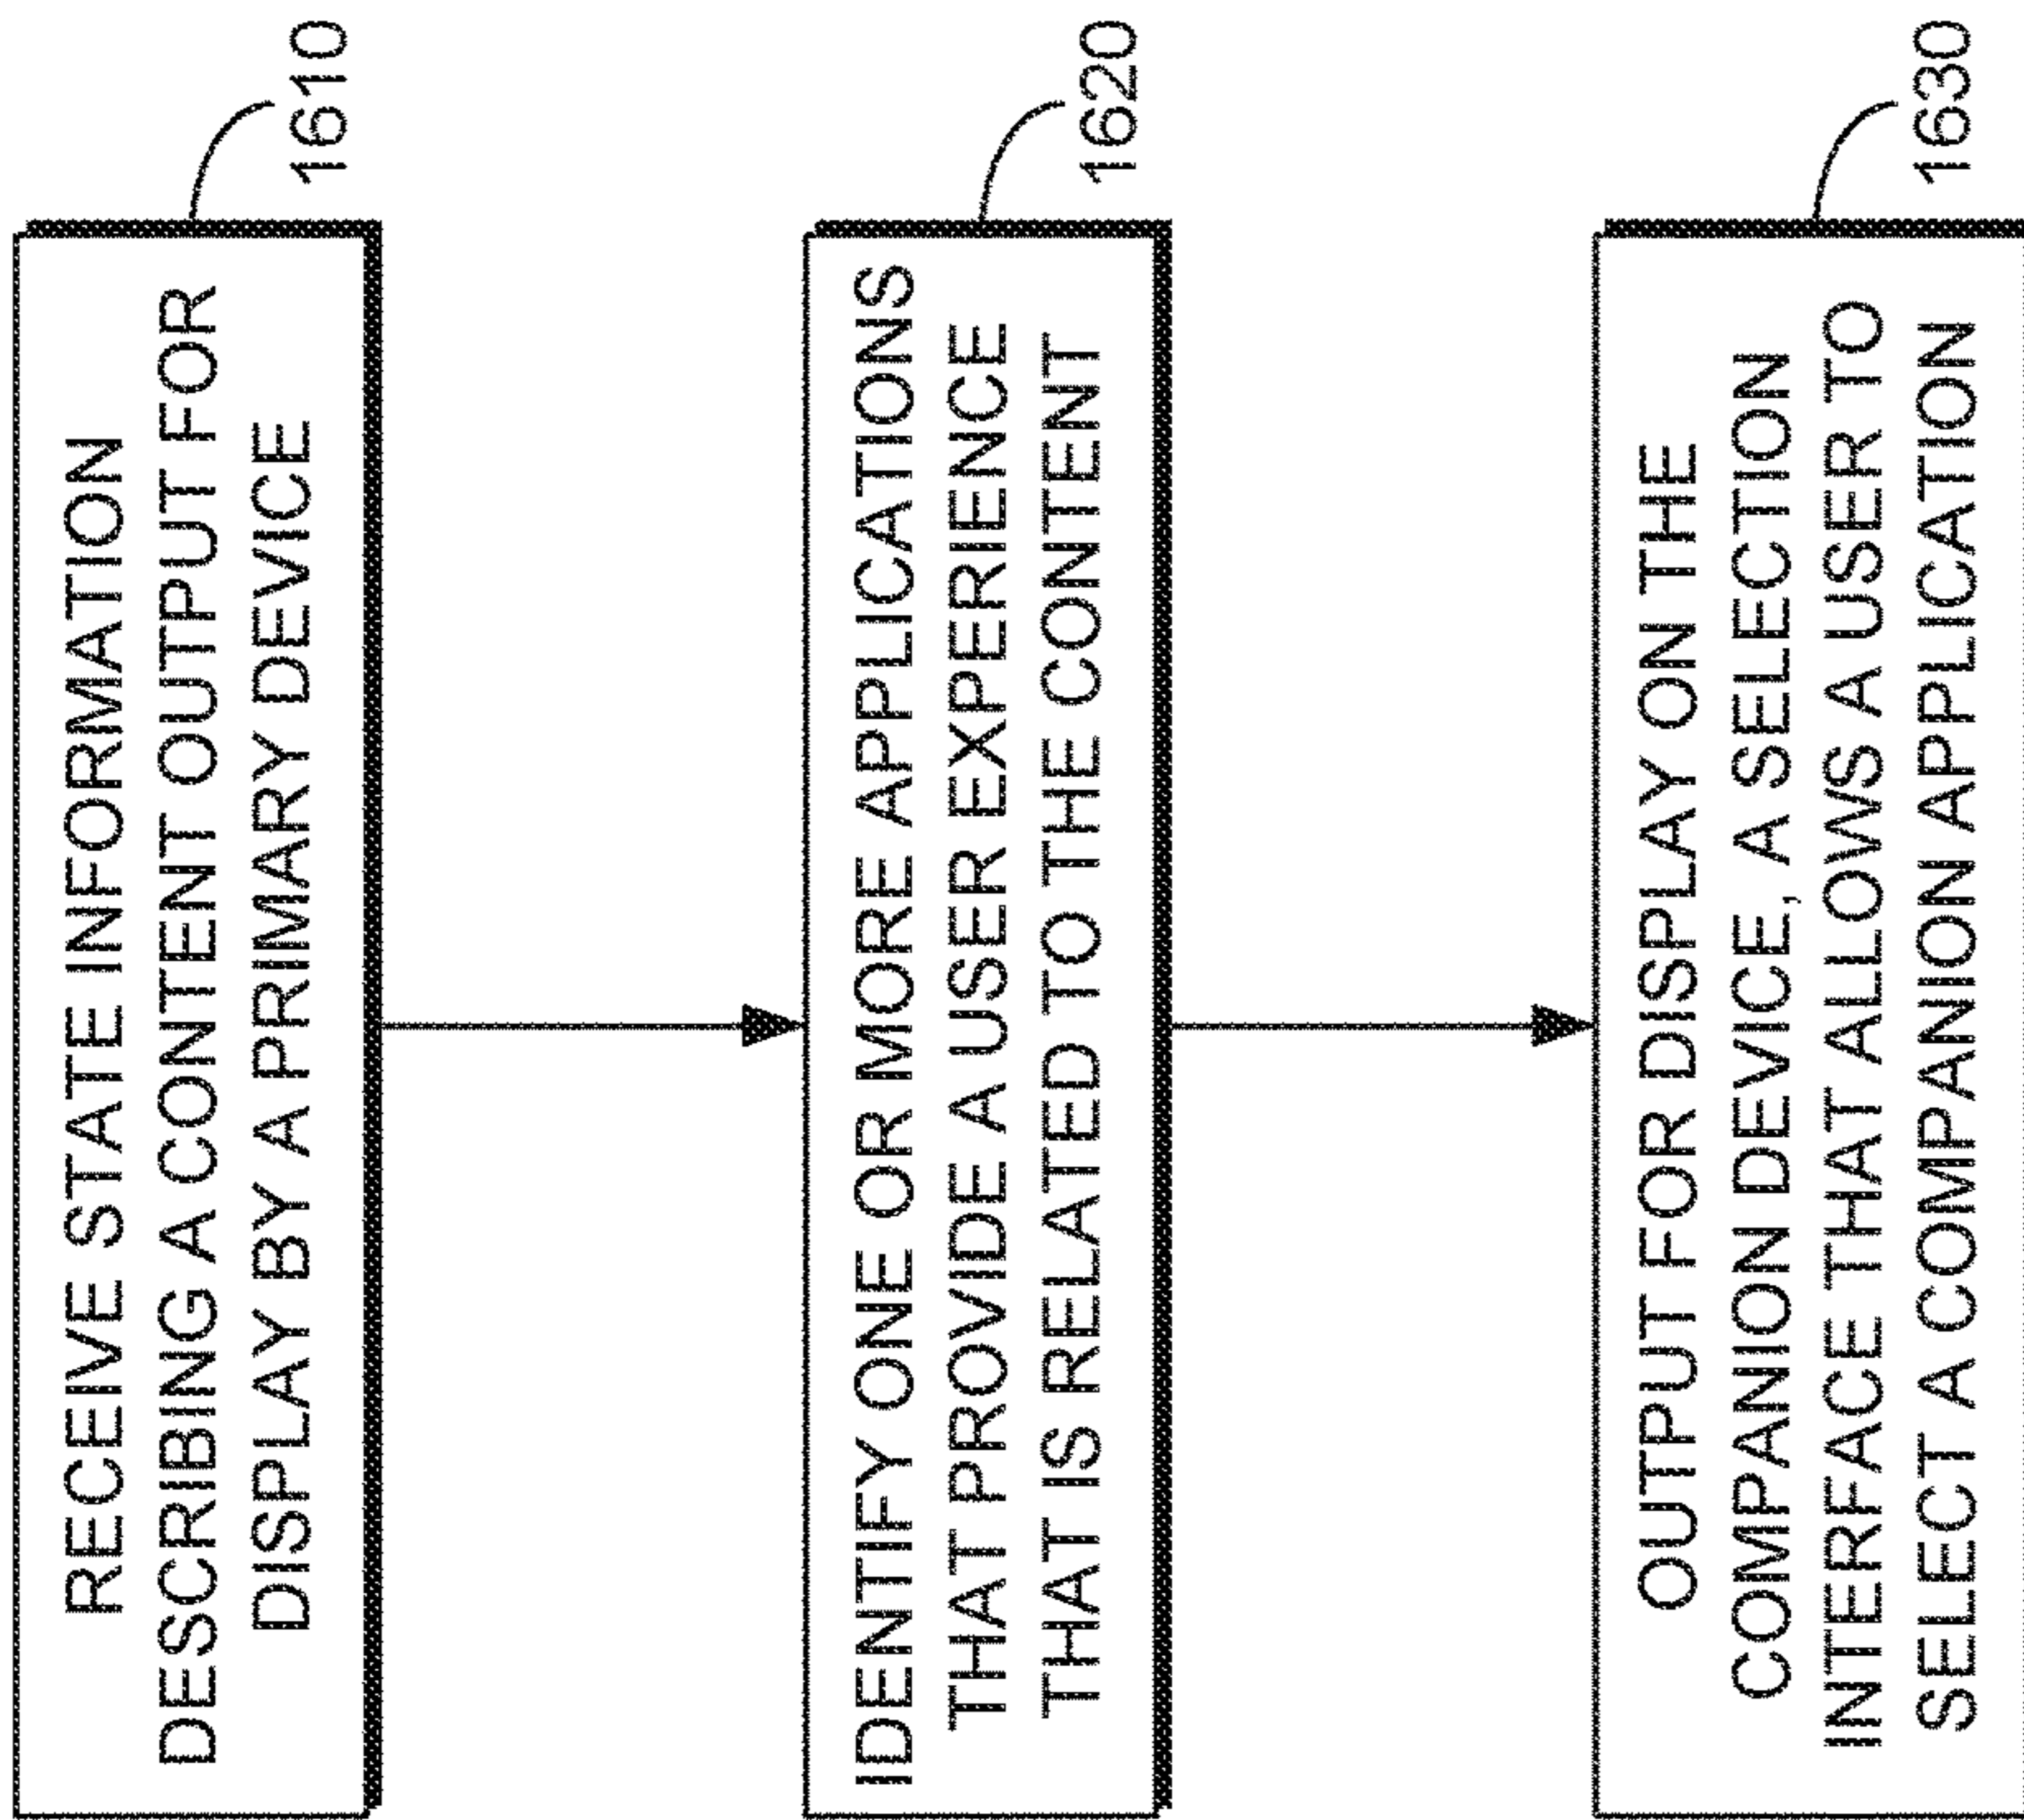 RECEIVE STATE INFORMATION
DESCRIBING A CONTENT OUTPUT FOR
DISPLAY BY A PRIMARY DEVICE
1610
IDENTIFY ONE OR MORE APPLICATIONS
THAT PROVIDE A USER EXPERIENCE
THAT IS RELATED TO THE CONTENT
1620
OUTPUT FOR DISPLAY ON THE
COMPANION DEVICE, A SELECTION
INTERFACE THAT ALLOWS A USER TO
SELECT A COMPANION APPLICATION
1630